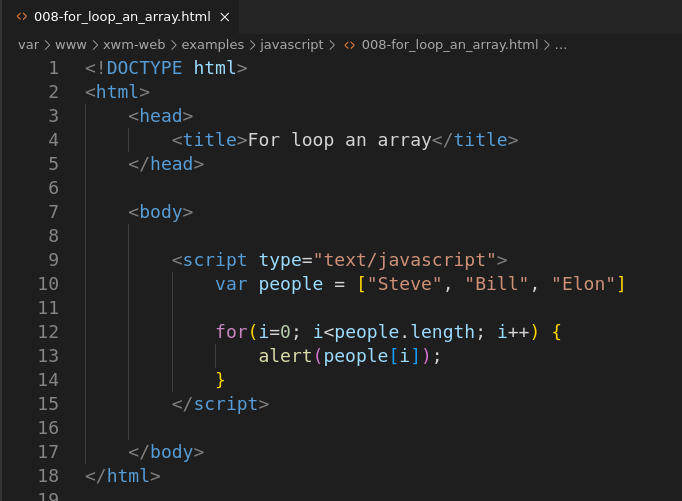 008-for_loop_an_array.html ×
var > www > xwm-web > examples > javascript > <> 008-for_loop_an_array.html > ...
1 <!DOCTYPE html>
2 <html>
3     <head>
4         <title>For loop an array</title>
5     </head>
6
7     <body>
8
9         <script type="text/javascript">
10             var people = ["Steve", "Bill", "Elon"]
11
12             for(i=0; i<people.length; i++) {
13                 alert(people[i]);
14             }
15         </script>
16
17     </body>
18 </html>
19